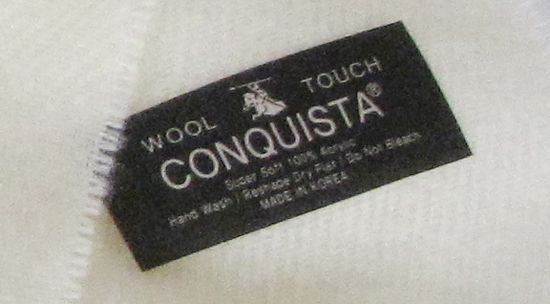 WOOL TOUCH
CONQUISTA®
Super Soft 100% Acrylic
Hand Wash / Reshape Dry Flat / Do Not Bleach
MADE IN KOREA